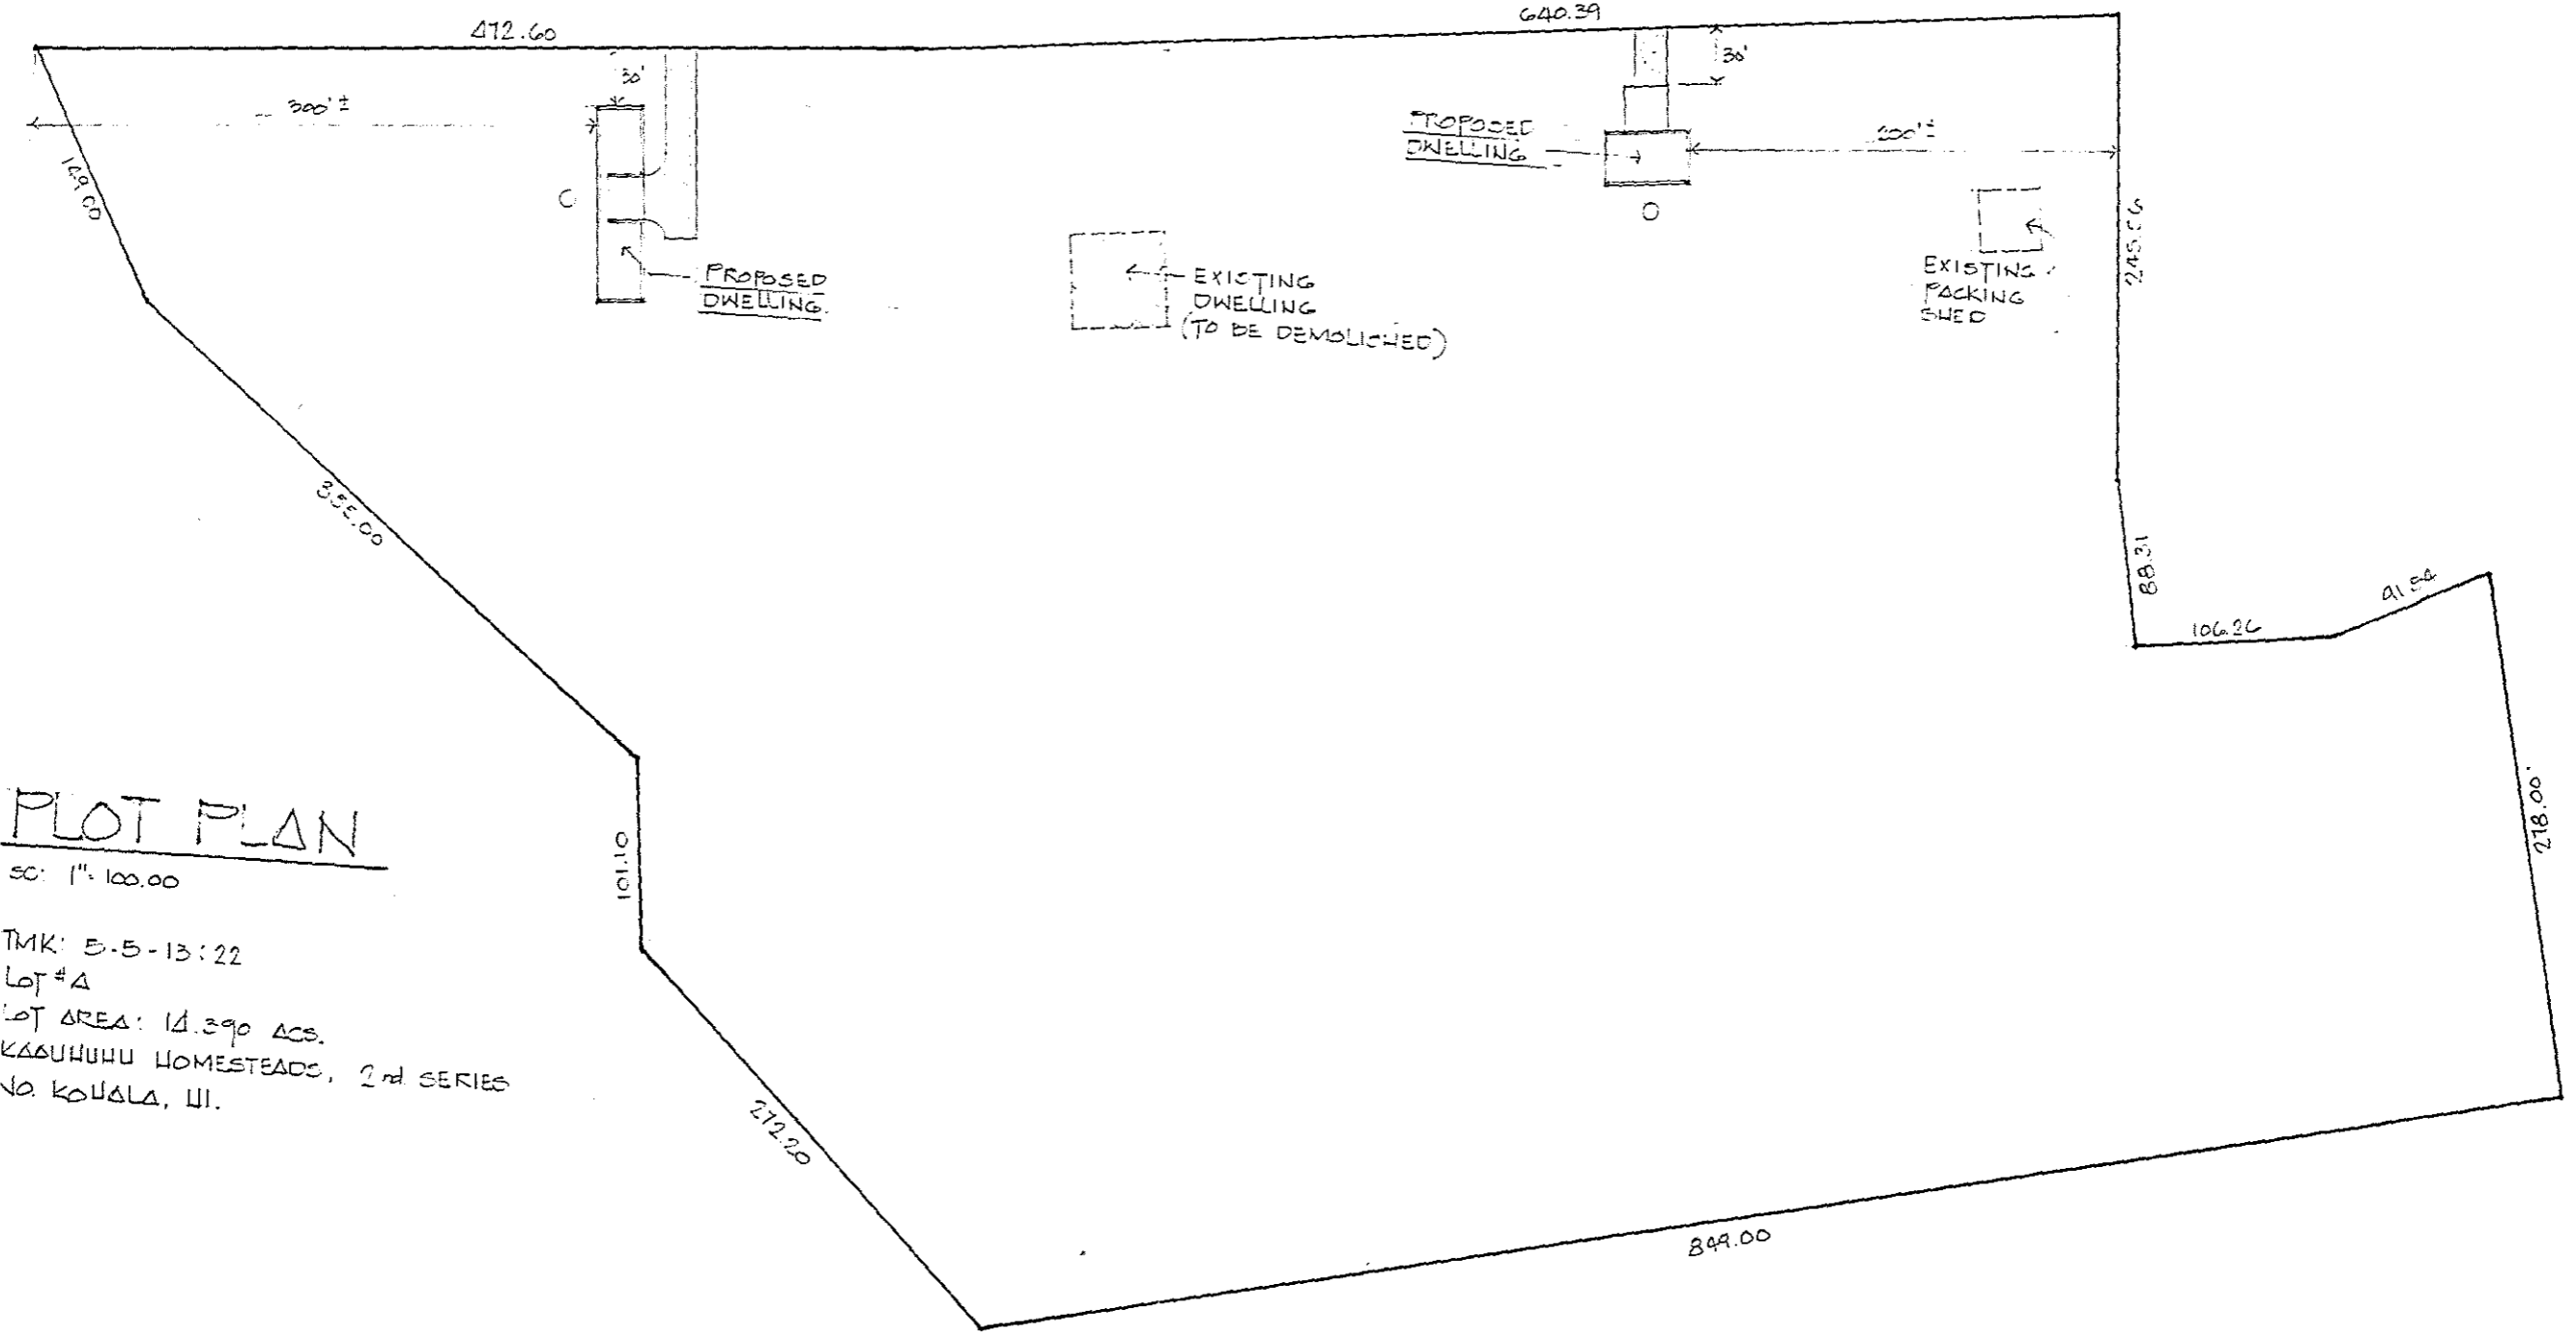 472.60
640.39
30'
30'
300'±
200'±
PROPOSED
DWELLING
PROPOSED
DWELLING
EXISTING
DWELLING
(TO BE DEMOLISHED)
EXISTING
PACKING
SHED
149.00
245.06
355.00
88.31
106.26
91.54
278.00'
101.10
272.20
849.00
PLOT PLAN
SC: 1": 100.00
TMK: 5-5-13:22
LOT #A
LOT AREA: 14.390 ACS.
KAAUHUHU HOMESTEADS, 2nd SERIES
NO. KOHALA, HI.